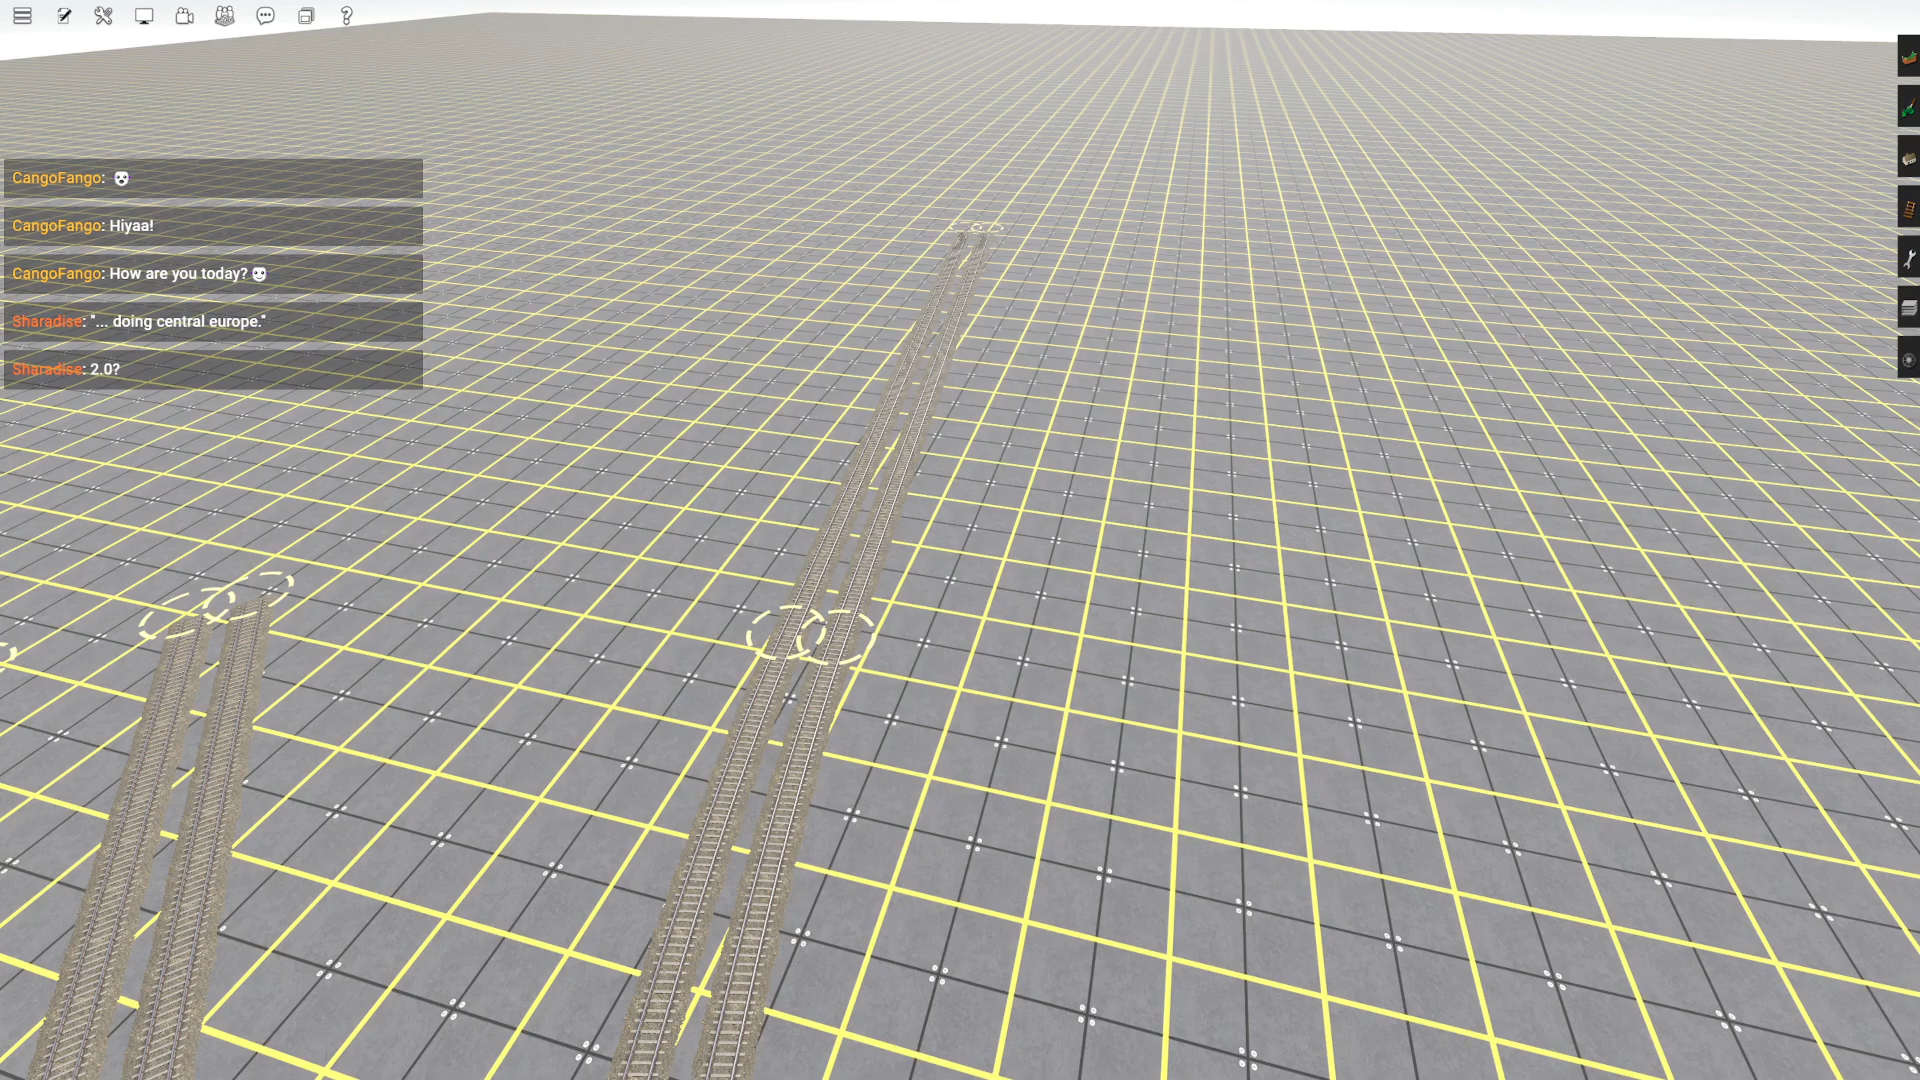 CangoFango:
CangoFango: Hiyaa!
CangoFango: How are you today?
Sharadise: "... doing central europe."
Sharadise: 2.0?